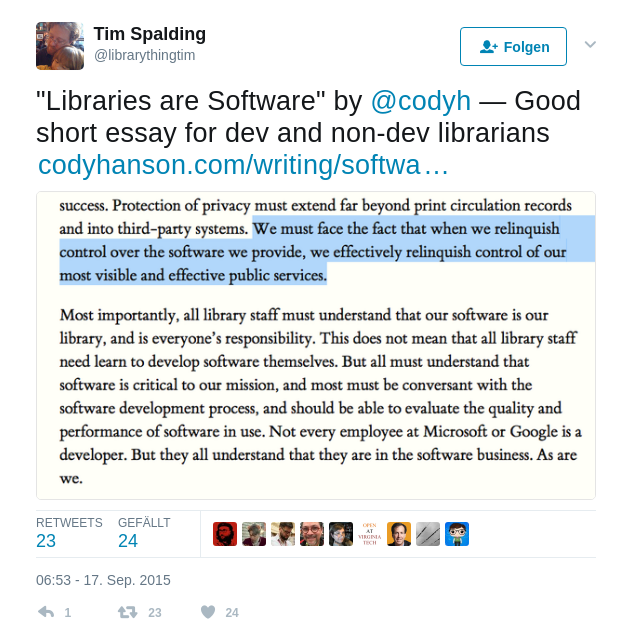 Tim Spalding
@librarythingtim
Folgen
"Libraries are Software" by @codyh — Good
short essay for dev and non-dev librarians
codyhanson.com/writing/softwa…
success. Protection of privacy must extend far beyond print circulation records
and into third-party systems. We must face the fact that when we relinquish
control over the software we provide, we effectively relinquish control of our
most visible and effective public services.
Most importantly, all library staff must understand that our software is our
library, and is everyone's responsibility. This does not mean that all library staff
need learn to develop software themselves. But all must understand that
software is critical to our mission, and most must be conversant with the
software development process, and should be able to evaluate the quality and
performance of software in use. Not every employee at Microsoft or Google is a
developer. But they all understand that they are in the software business. As are
we.
RETWEETS GEFÄLLT
23 24
OPEN
AT
VIRGINIA
TECH
06:53 - 17. Sep. 2015
1 23 24